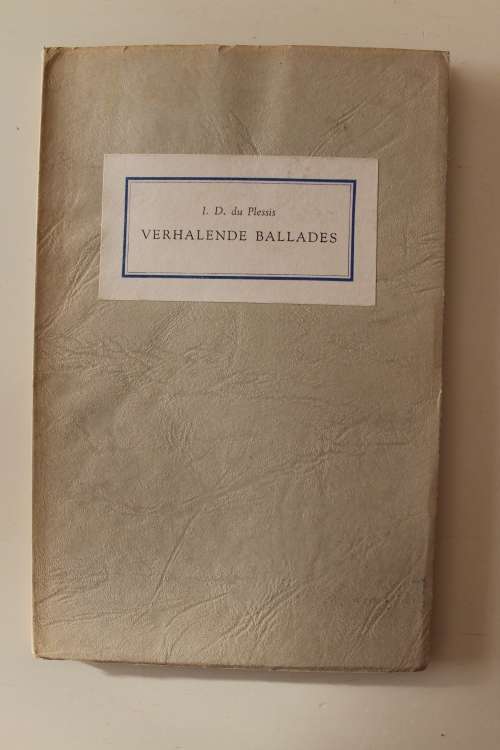 I. D. du Plessis
VERHALENDE BALLADES